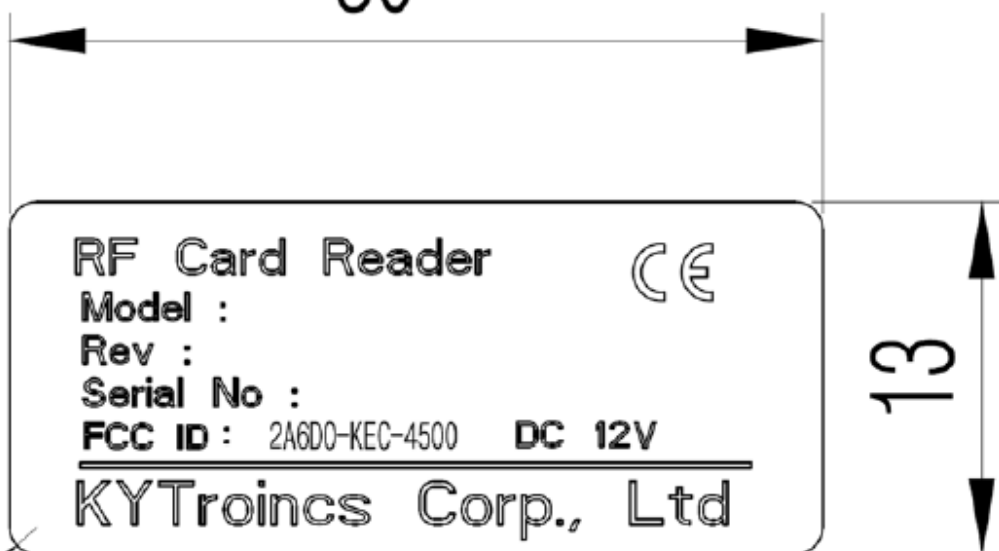 RF Card Reader CE
Model :
Rev :
Serial No :
FCC ID : 2A6DO-KEC-4500 DC 12V
KYTroincs Corp., Ltd
13